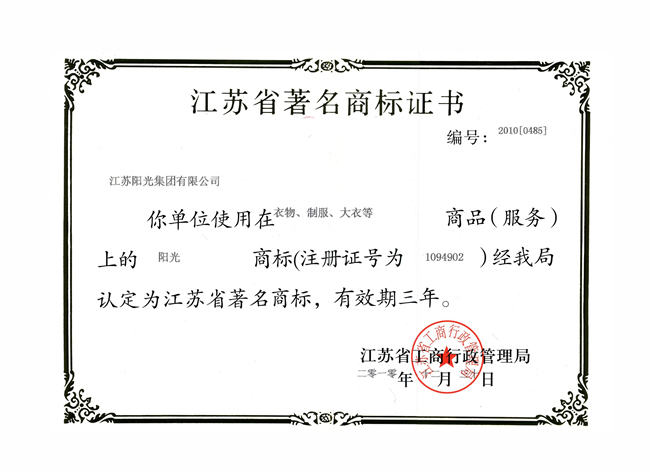 江苏省著名商标证书
编号：2010[0485]
江苏阳光集团有限公司
你单位使用在衣物、制服、大衣等 商品（服务）
上的 阳光 商标(注册证号为 1094902 )经我局
认定为江苏省著名商标，有效期三年。
江苏省工商行政管理局
二零一零年 月 日
江苏省工商行政管理局